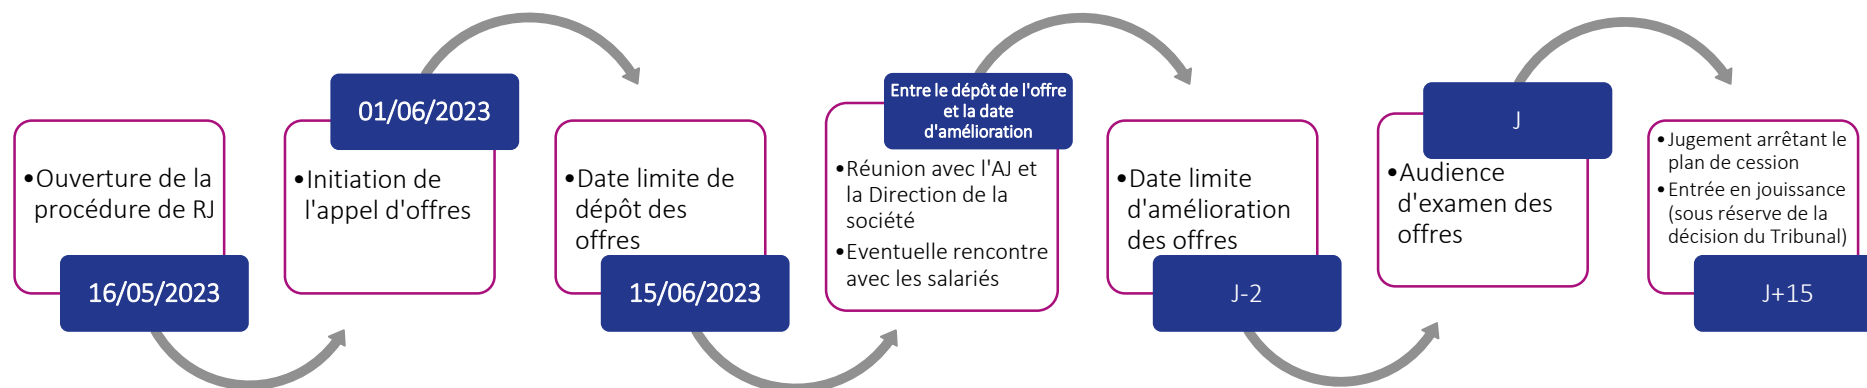 •Ouverture de la
procédure de RJ
16/05/2023
01/06/2023
•Initiation de
l'appel d'offres
•Date limite de
dépôt des
offres
15/06/2023
Entre le dépôt de l'offre
et la date
d'amélioration
•Réunion avec l'AJ et
la Direction de la
société
•Eventuelle rencontre
avec les salariés
•Date limite
d'amélioration
des offres
J-2
J
•Audience
d'examen des
offres
•Jugement arrêtant le
plan de cession
•Entrée en jouissance
(sous réserve de la
décision du Tribunal)
J+15